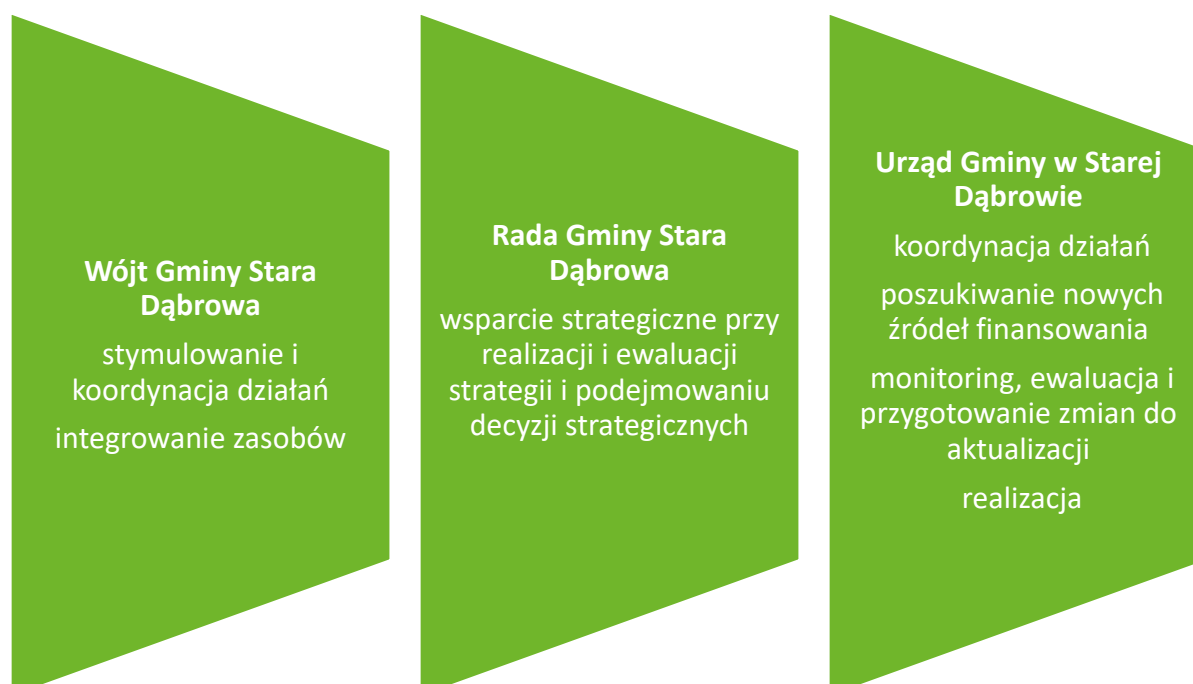 Wójt Gminy Stara
Dąbrowa
stymulowanie i
koordynacja działań
integrowanie zasobów
Rada Gminy Stara
Dąbrowa
wsparcie strategiczne przy
realizacji i ewaluacji
strategii i podejmowaniu
decyzji strategicznych
Urząd Gminy w Starej
Dąbrowie
koordynacja działań
poszukiwanie nowych
źródeł finansowania
monitoring, ewaluacja i
przygotowanie zmian do
aktualizacji
realizacja